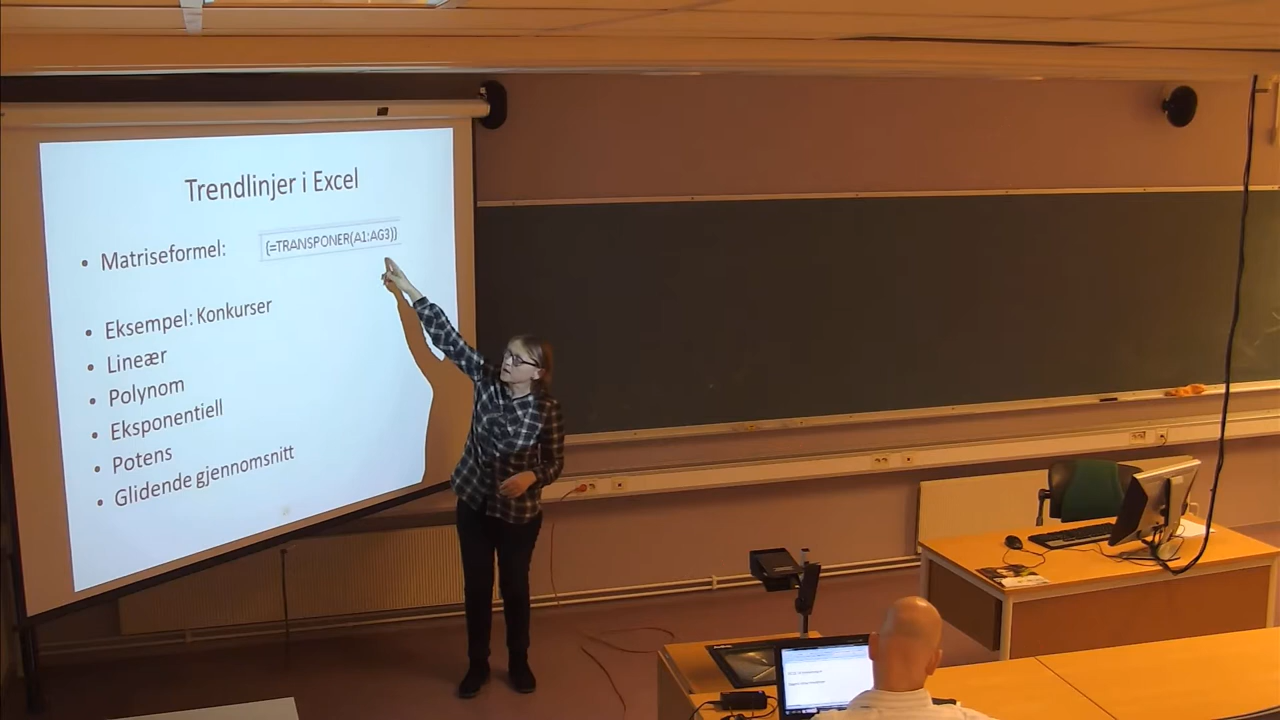 Trendlinjer i Excel
• Matriseformel: {=TRANSPONER(A1:AG3)}
• Eksempel: Konkurser
• Lineær
• Polynom
• Eksponentiell
• Potens
• Glidende gjennomsnitt